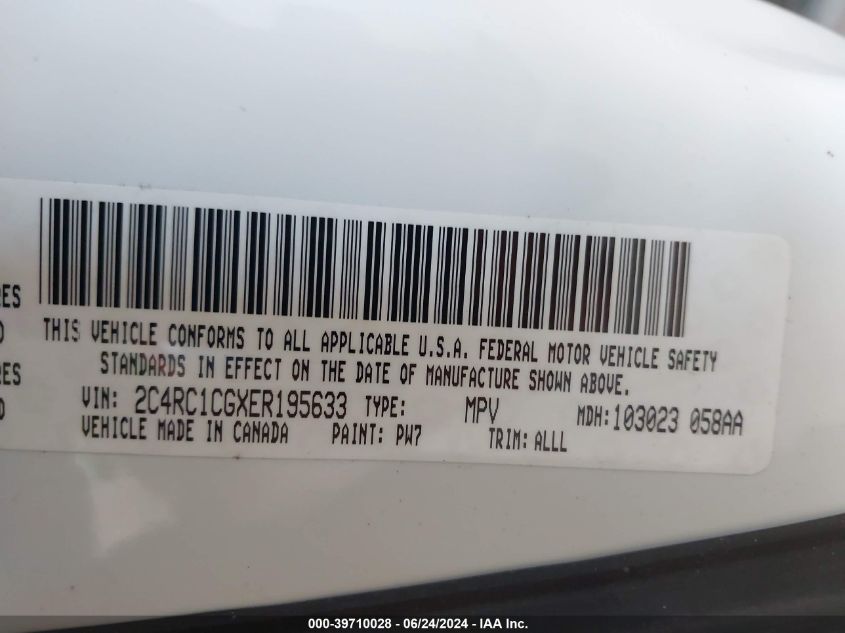 RES
THIS VEHICLE CONFORMS TO ALL APPLICABLE U.S.A. FEDERAL MOTOR VEHICLE SAFETY
RES
STANDARDS IN EFFECT ON THE DATE OF MANUFACTURE SHOWN ABOVE.
VIN: 2C4RC1CGXER195633 TYPE: MPV MDH:103023 058AA
VEHICLE MADE IN CANADA PAINT: PW7 TRIM: ALLL
000-39710028 - 06/24/2024 - IAA Inc.